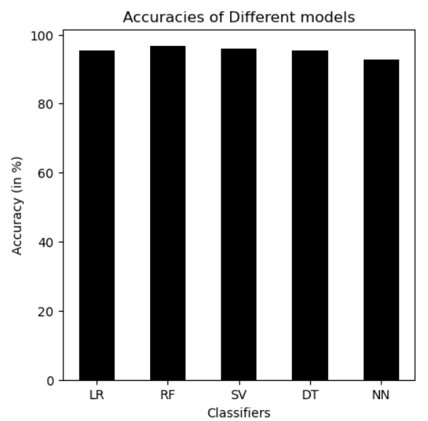 Accuracies of Different models
100
80
60
40
20
0
Accuracy (in %)
LR RF SV DT NN
Classifiers